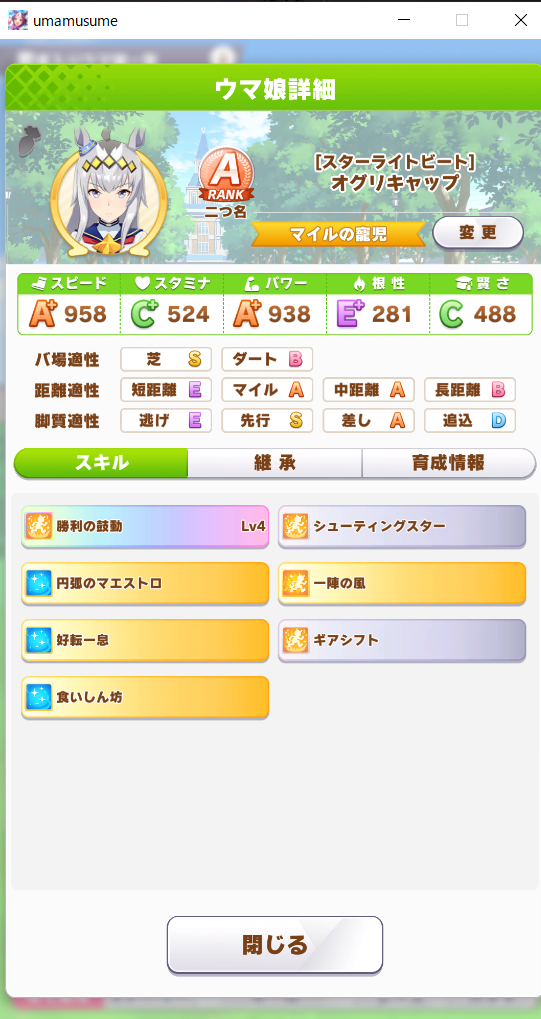 umamusume
ウマ娘詳細
A
RANK
二つ名
[スターライトビート]
オグリキャップ
マイルの寵児
変更
スピード スタミナ パワー 根性 賢さ
A+ 958 C+ 524 A+ 938 E+ 281 C 488
バ場適性 芝 S ダート B
距離適性 短距離 E マイル A 中距離 A 長距離 B
脚質適性 逃げ E 先行 S 差し A 追込 D
スキル 継承 育成情報
勝利の鼓動 Lv4 シューティングスター
円弧のマエストロ 一陣の風
好転一息 ギアシフト
食いしん坊
閉じる